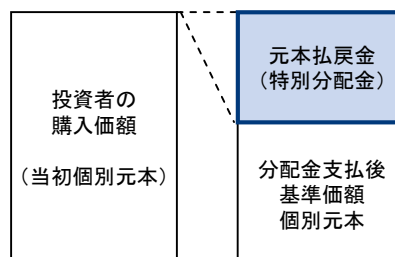 投資者の
購入価額
（当初個別元本）
元本払戻金
（特別分配金）
分配金支払後
基準価額
個別元本